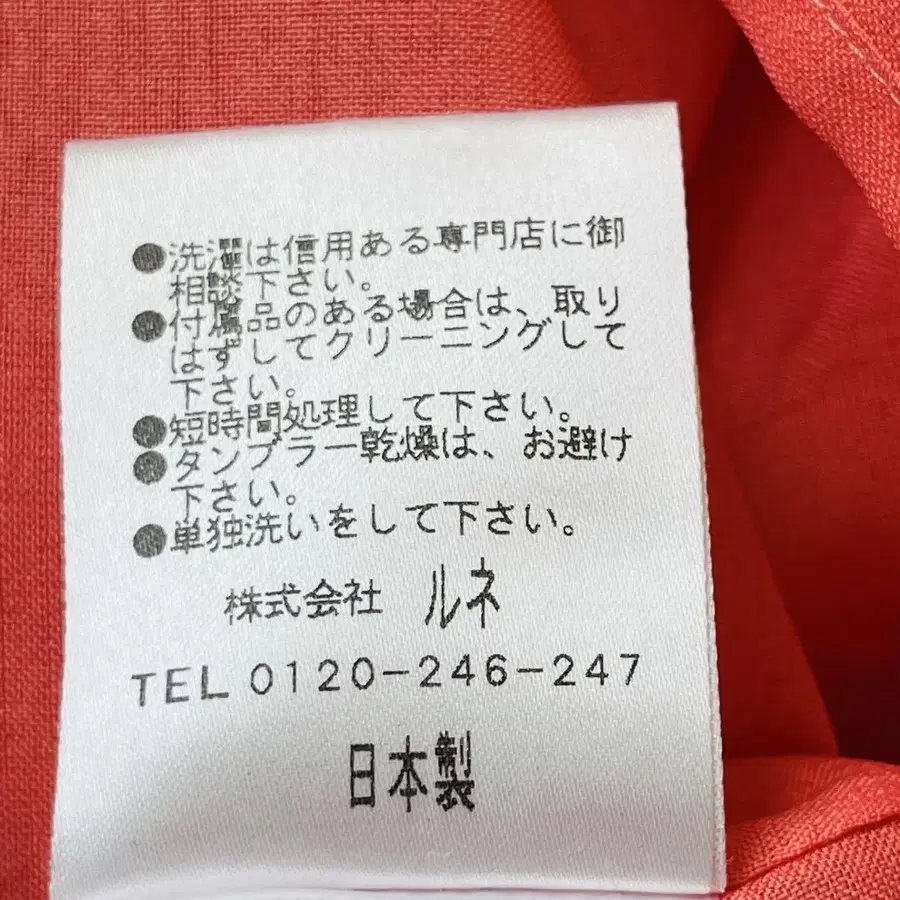 ●洗濯は信用ある専門店に御
相談下さい。
●付属品のある場合は、取り
はずしてクリーニングして
下さい。
●短時間処理して下さい。
●タンブラー乾燥は、お避け
下さい。
●単独洗いをして下さい。
株式会社 ルネ
TEL 0120-246-247
日本製